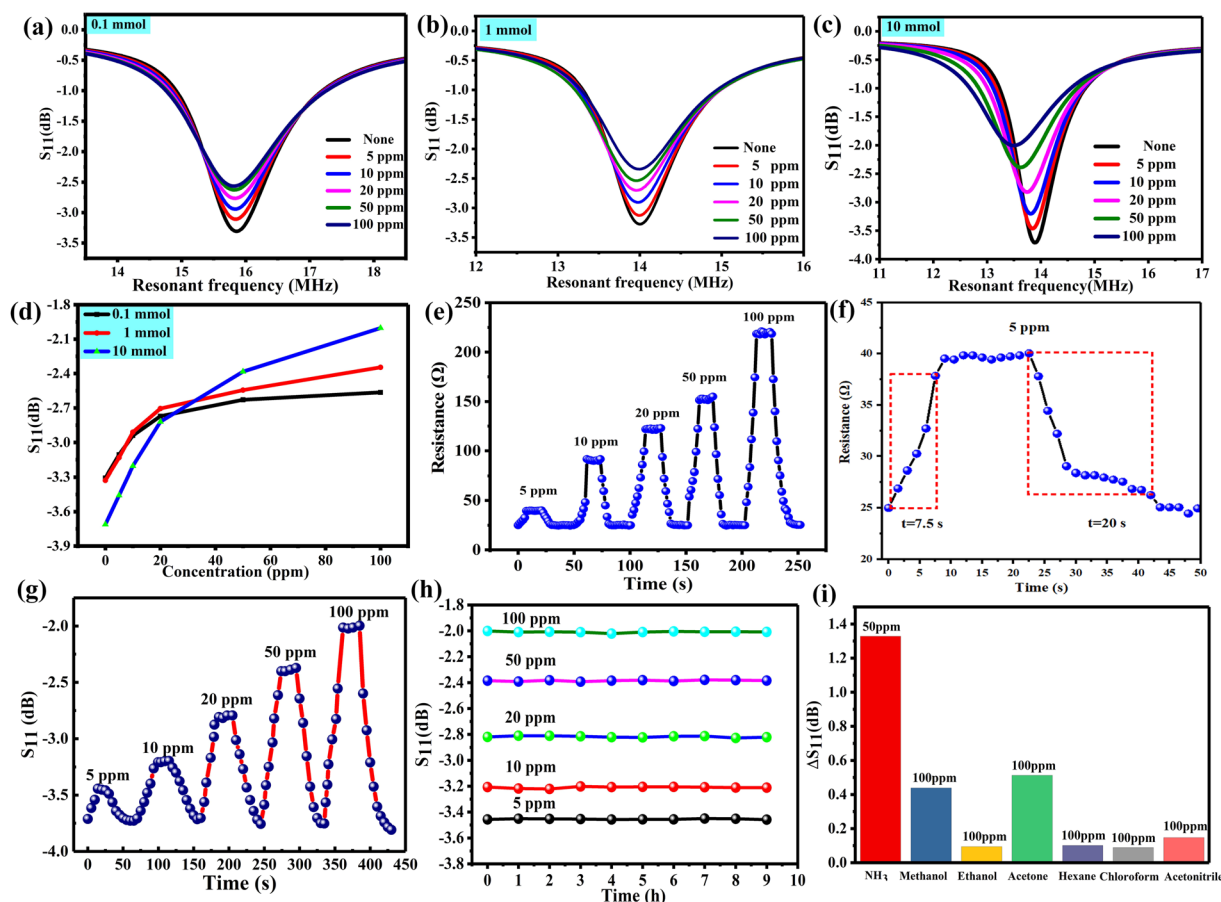 (a)
0.1 mmol
0.0
-0.5
-1.0
-1.5
-2.0
-2.5
-3.0
-3.5
S11(dB)
None
5 ppm
10 ppm
20 ppm
50 ppm
100 ppm
14 15 16 17 18
Resonant frequency (MHz)
(b)
1 mmol
0.0
-0.5
-1.0
-1.5
-2.0
-2.5
-3.0
-3.5
S11(dB)
None
5 ppm
10 ppm
20 ppm
50 ppm
100 ppm
12 13 14 15 16
Resonant frequency (MHz)
(c)
10 mmol
0.0
-0.5
-1.0
-1.5
-2.0
-2.5
-3.0
-3.5
-4.0
S11(dB)
None
5 ppm
10 ppm
20 ppm
50 ppm
100 ppm
11 12 13 14 15 16 17
Resonant frequency(MHz)
(d)
-1.8
-2.1
-2.4
-2.7
-3.0
-3.3
-3.6
-3.9
S11(dB)
0.1 mmol
1 mmol
10 mmol
0 20 40 60 80 100
Concentration (ppm)
(e)
250
200
150
100
50
0
Resistance (Ω)
5 ppm
10 ppm
20 ppm
50 ppm
100 ppm
0 50 100 150 200 250
Time (s)
(f)
45
40
35
30
25
20
Resistance (Ω)
5 ppm
t=7.5 s
t=20 s
0 5 10 15 20 25 30 35 40 45 50
Time (s)
(g)
-2.0
-2.5
-3.0
-3.5
-4.0
S11 (dB)
5 ppm
10 ppm
20 ppm
50 ppm
100 ppm
0 50 100 150 200 250 300 350 400 450
Time (s)
(h)
-1.8
-2.0
-2.2
-2.4
-2.6
-2.8
-3.0
-3.2
-3.4
-3.6
-3.8
S11(dB)
100 ppm
50 ppm
20 ppm
10 ppm
5 ppm
0 1 2 3 4 5 6 7 8 9 10
Time (h)
(i)
1.4
1.2
1.0
0.8
0.6
0.4
0.2
0.0
ΔS11(dB)
50ppm
100ppm
100ppm
100ppm
100ppm
100ppm
100ppm
NH3 Methanol Ethanol Acetone Hexane Chloroform Acetonitrile